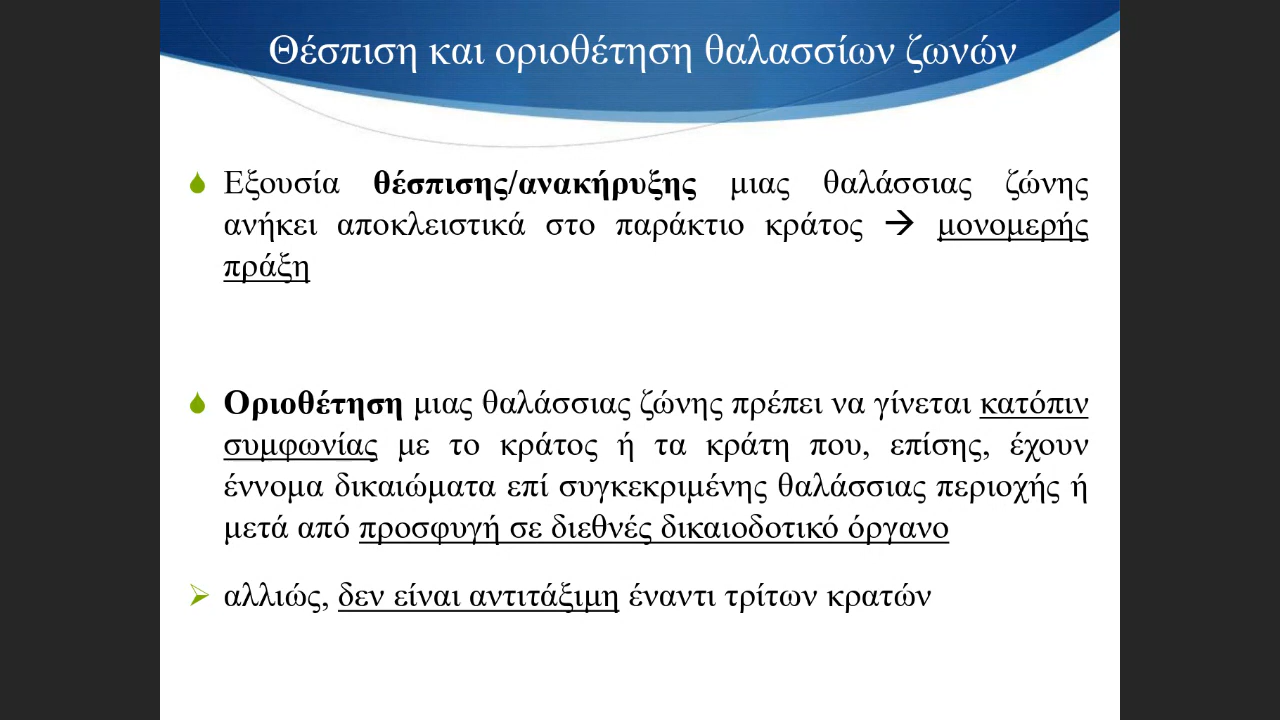 Θέσπιση και οριοθέτηση θαλασσίων ζωνών
Εξουσία θέσπισης/ανακήρυξης μιας θαλάσσιας ζώνης
ανήκει αποκλειστικά στο παράκτιο κράτος → μονομερής
πράξη
Οριοθέτηση μιας θαλάσσιας ζώνης πρέπει να γίνεται κατόπιν
συμφωνίας με το κράτος ή τα κράτη που, επίσης, έχουν
έννομα δικαιώματα επί συγκεκριμένης θαλάσσιας περιοχής ή
μετά από προσφυγή σε διεθνές δικαιοδοτικό όργανο
αλλιώς, δεν είναι αντιτάξιμη έναντι τρίτων κρατών